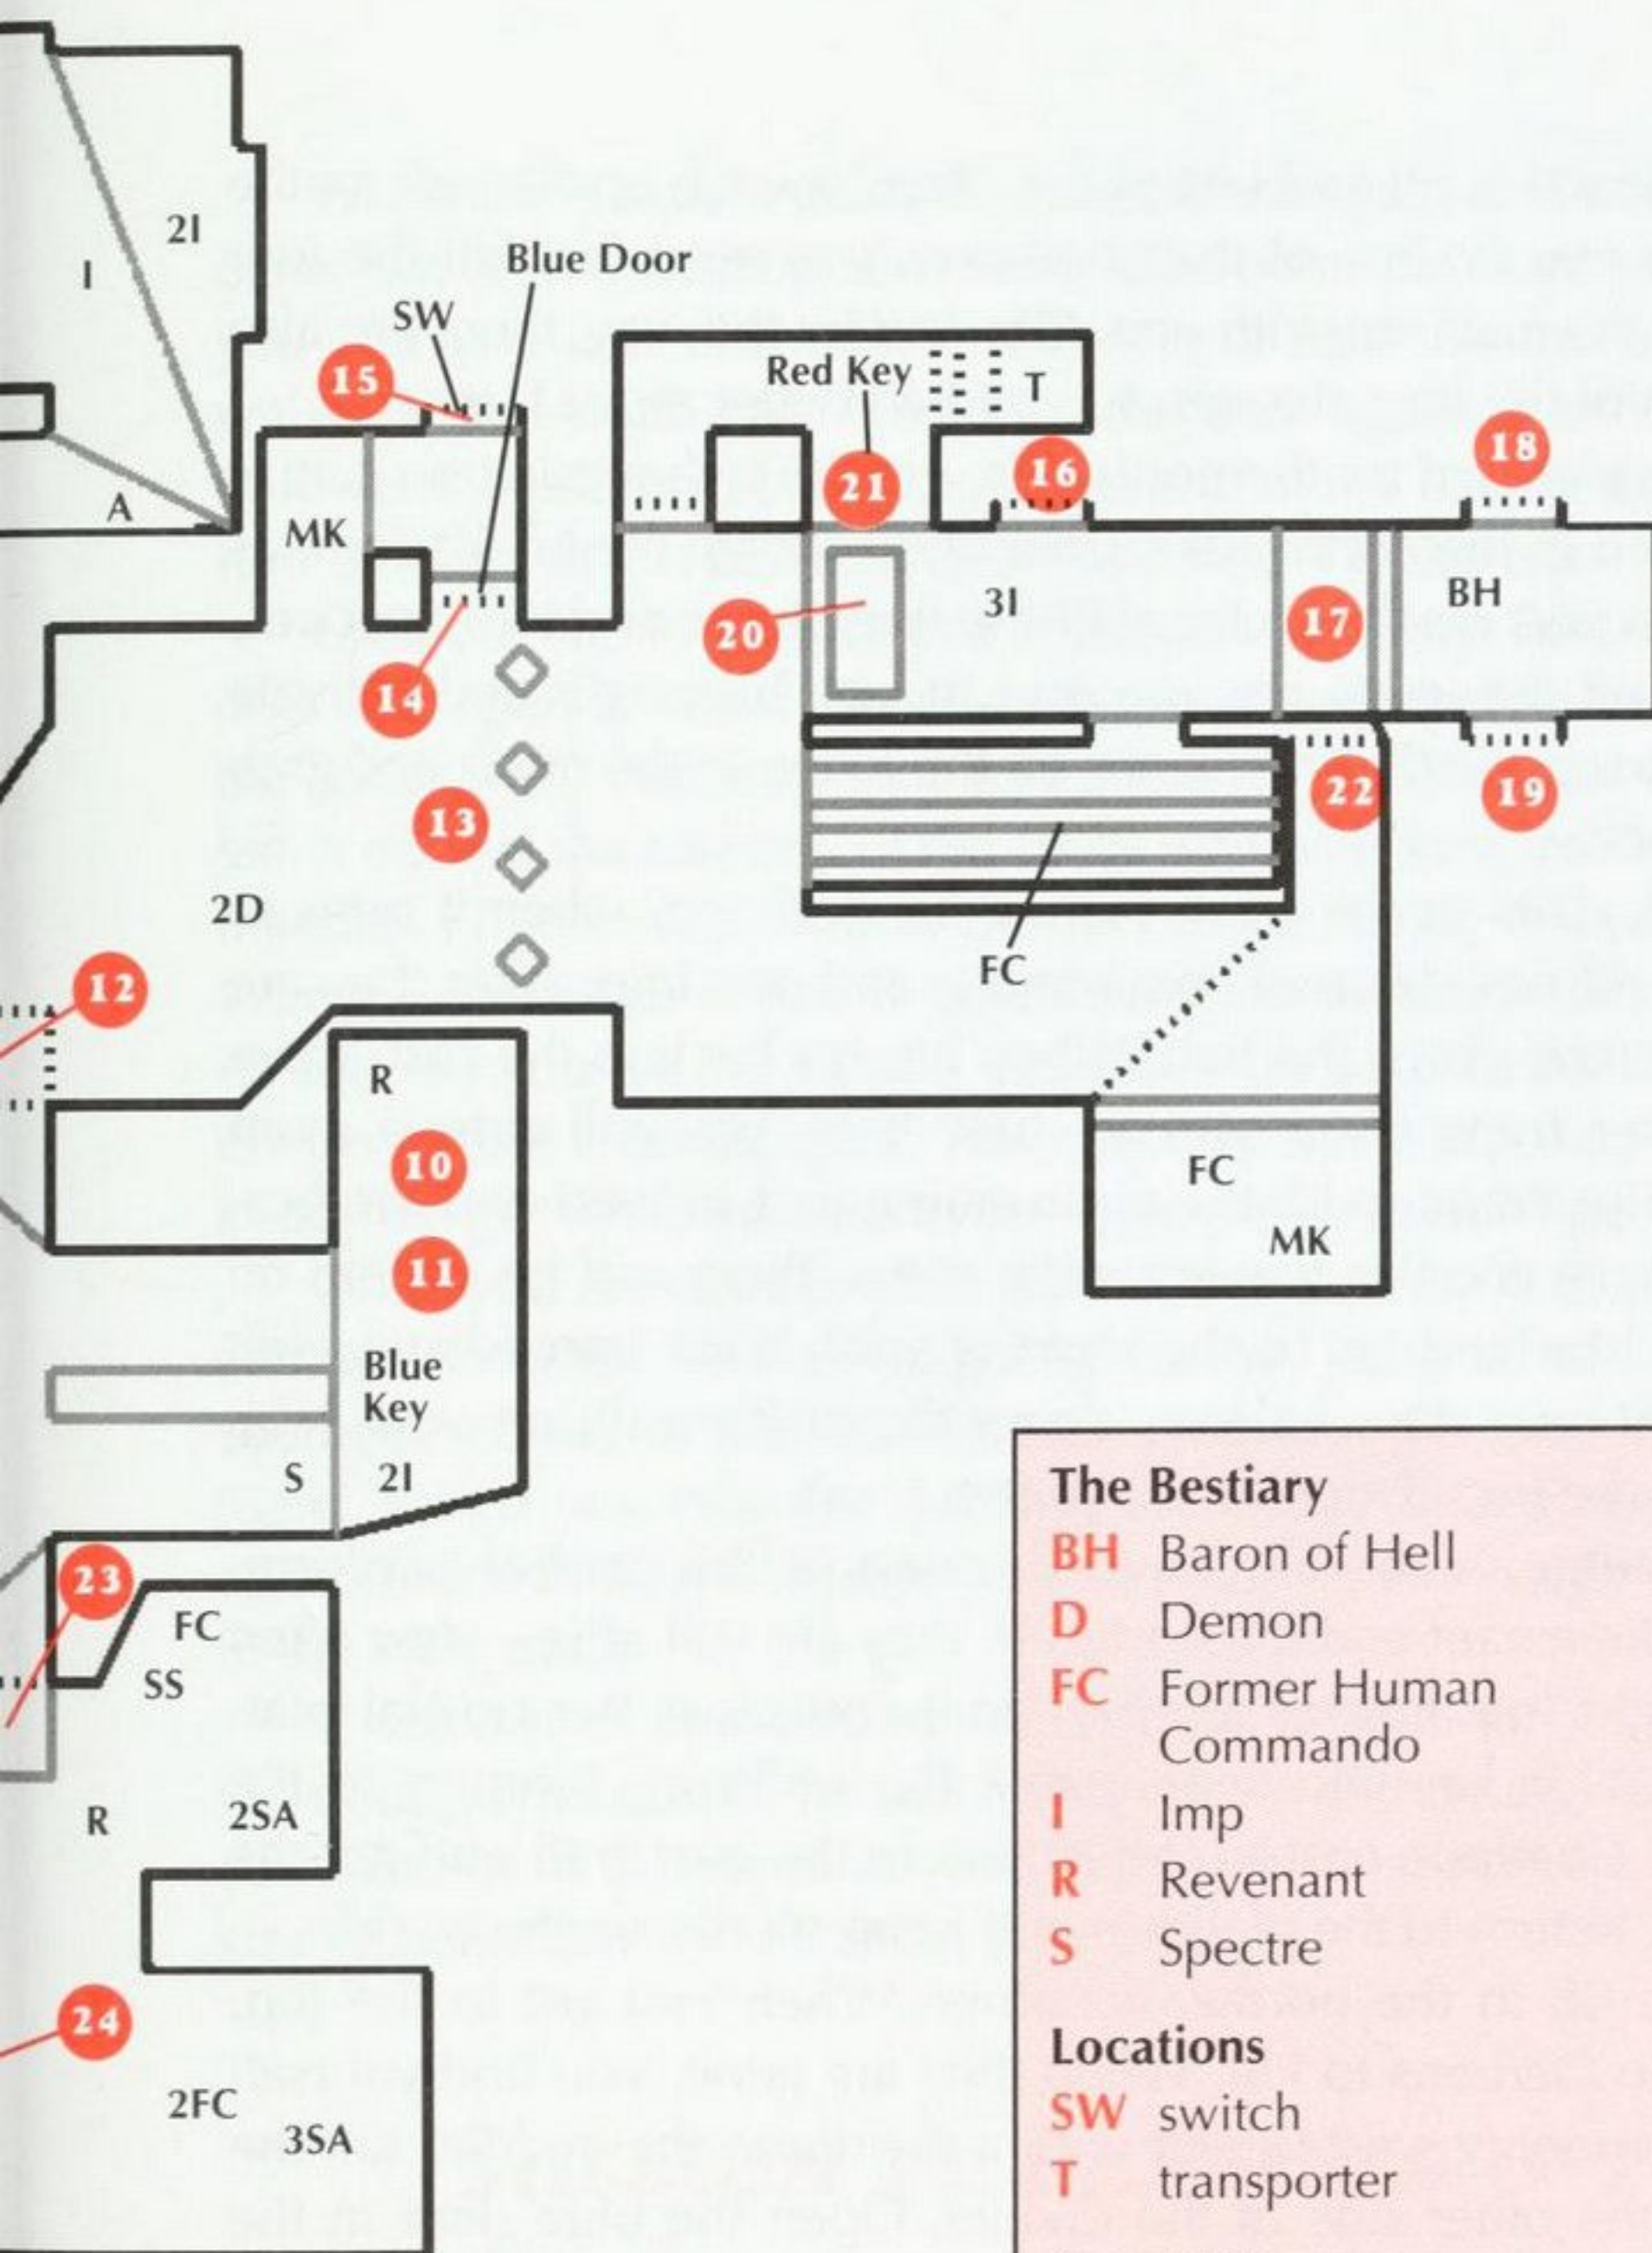 2I
I
Blue Door
SW
15
Red Key
T
18
16
21
A
MK
3I
BH
20
17
14
13
22
19
2D
FC
12
R
10
FC
11
MK
Blue
Key
S
2I
23
FC
SS
R
2SA
24
2FC
3SA
The Bestiary
BH Baron of Hell
D Demon
FC Former Human
Commando
I Imp
R Revenant
S Spectre
Locations
SW switch
T transporter